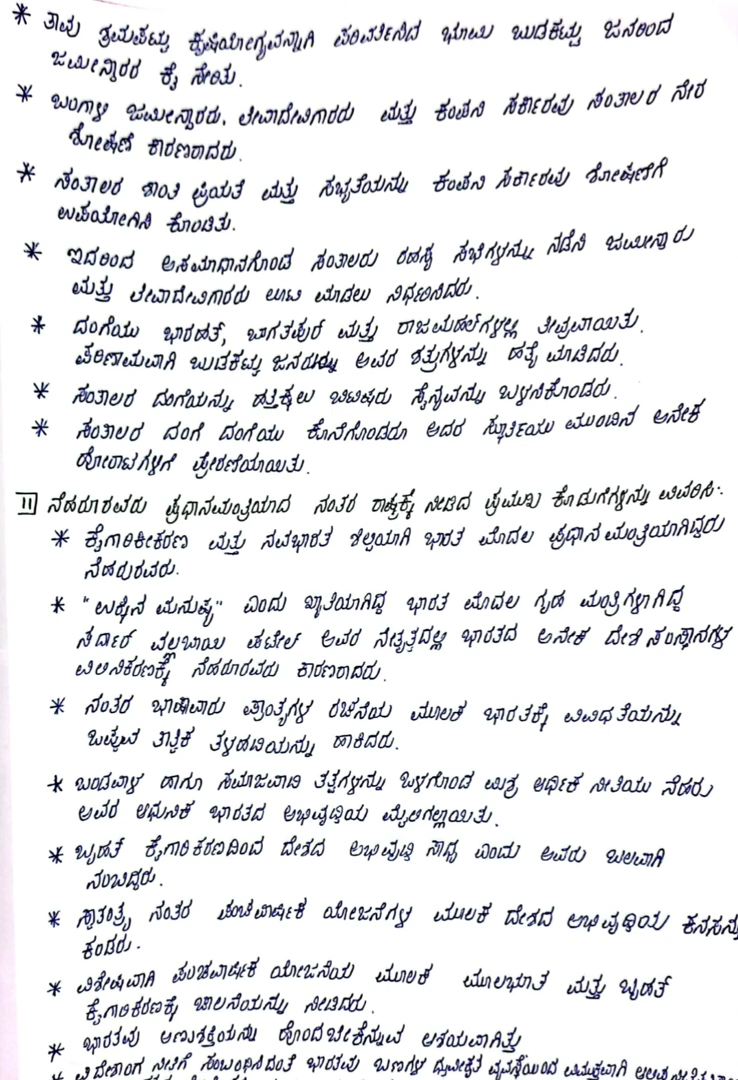 * ತಾವು ಶ್ರಮಪಟ್ಟು ಕೃಷಿಯೋಗ್ಯವನ್ನಾಗಿ ಪರಿವರ್ತಿಸಿದ ಭೂಮಿ ಬುಡಕಟ್ಟು ಜನರಿಂದ
ಜಮೀನ್ದಾರರ ಕೈ ಸೇರಿತು.
* ಬಂಗಾಳ ಜಮೀನ್ದಾರರು, ಲೇವಾದೇವಿಗಾರರು ಮತ್ತು ಕಂಪನಿ ಸರ್ಕಾರವು ಸಂತಾಲರ ನೇರ
ಶೋಷಣೆ ಕಾರಣರಾದರು.
* ಸಂತಾಲರ ಶಾಂತಿ ಪ್ರಿಯತೆ ಮತ್ತು ಸಭ್ಯತೆಯನ್ನು ಕಂಪನಿ ಸರ್ಕಾರವು ಶೋಷಣೆಗೆ
ಉಪಯೋಗಿಸಿ ಕೊಂಡಿತು.
* ಇದರಿಂದ ಅಸಮಾಧಾನಗೊಂಡ ಸಂತಾಲರು ರಹಸ್ಯ ಸಭೆಗಳನ್ನು ನಡೆಸಿ ಜಮೀನ್ದಾರು
ಮತ್ತು ಲೇವಾದೇವಿಗಾರರು ಲೂಟಿ ಮಾಡಲು ನಿರ್ಧರಿಸಿದರು.
* ದಂಗೆಯು ಭಾರಹತ್, ಭಾಗತಪುರ್ ಮತ್ತು ರಾಜಮಹಲ್‌ಗಳಲ್ಲಿ ತೀವ್ರವಾಯಿತು.
ಪರಿಣಾಮವಾಗಿ ಬುಡಕಟ್ಟು ಜನರು ಅವರ ಶತ್ರುಗಳನ್ನು ಹತ್ಯೆ ಮಾಡಿದರು.
* ಸಂತಾಲರ ದಂಗೆಯನ್ನು ಹತ್ತಿಕ್ಕಲು ಬ್ರಿಟಿಷರು ಸೈನ್ಯವನ್ನು ಬಳಸಿಕೊಂಡರು.
* ಸಂತಾಲರ ದಂಗೆ ದಂಗೆಯು ಕೊನೆಗೊಂಡರೂ ಅದರ ಸ್ಫೂರ್ತಿಯು ಮುಂದಿನ ಅನೇಕ
ಹೋರಾಟಗಳಿಗೆ ಪ್ರೇರಣೆಯಾಯಿತು.
11 ನೆಹರೂರವರು ಪ್ರಧಾನಮಂತ್ರಿಯಾದ ನಂತರ ರಾಷ್ಟ್ರಕ್ಕೆ ನೀಡಿದ ಪ್ರಮುಖ ಕೊಡುಗೆಗಳನ್ನು ವಿವರಿಸಿ:-
* ಕೈಗಾರಿಕೀಕರಣ ಮತ್ತು ನವಭಾರತ ಶಿಲ್ಪಿಯಾಗಿ ಭಾರತ ಮೊದಲ ಪ್ರಧಾನ ಮಂತ್ರಿಯಾಗಿದ್ದರು
ನೆಹರುರವರು.
* "ಉಕ್ಕಿನ ಮನುಷ್ಯ" ಎಂದು ಖ್ಯಾತಿಯಾಗಿದ್ದ ಭಾರತ ಮೊದಲ ಗೃಹ ಮಂತ್ರಿಗಳಾಗಿದ್ದ
ಸರ್ದಾರ್ ವಲ್ಲಭಾಯಿ ಪಟೇಲ್ ಅವರ ನೇತೃತ್ವದಲ್ಲಿ ಭಾರತದ ಅನೇಕ ದೇಶಿ ಸಂಸ್ಥಾನಗಳ
ವಿಲೀನಿಕರಣಕ್ಕೆ ನೆಹರೂರವರು ಕಾರಣರಾದರು.
* ನಂತರ ಭಾಷಾವಾರು ಪ್ರಾಂತ್ಯಗಳ ರಚನೆಯ ಮೂಲಕ ಭಾರತಕ್ಕೆ ವಿವಿಧತೆಯನ್ನು
ಒಪ್ಪುವ ತಾತ್ವಿಕ ತಳಹದಿಯನ್ನು ಹಾಕಿದರು.
* ಬಂಡವಾಳ ಹಾಗೂ ಸಮಾಜವಾದಿ ತತ್ವಗಳನ್ನು ಒಳಗೊಂಡ ಮಿಶ್ರ ಆರ್ಥಿಕ ನೀತಿಯು ನೆಹರು
ಅವರ ಆಧುನಿಕ ಭಾರತದ ಅಭಿವೃದ್ಧಿಯ ಮೈಲಿಗಲ್ಲಾಯಿತು.
* ಬೃಹತ್ ಕೈಗಾರಿಕರಣದಿಂದ ದೇಶದ ಅಭಿವೃದ್ಧಿ ಸಾಧ್ಯ ಎಂದು ಅವರು ಬಲವಾಗಿ
ನಂಬಿದ್ದರು.
* ಸ್ವಾತಂತ್ರ್ಯ ನಂತರ ಪಂಚವಾರ್ಷಿಕ ಯೋಜನೆಗಳ ಮೂಲಕ ದೇಶದ ಅಭಿವೃದ್ಧಿಯ ಕನಸನ್ನು
ಕಂಡರು.
* ವಿಶೇಷವಾಗಿ ಪಂಚವಾರ್ಷಿಕ ಯೋಜನೆಯ ಮೂಲಕ ಮೂಲಭೂತ ಮತ್ತು ಬೃಹತ್
ಕೈಗಾರಿಕರಣಕ್ಕೆ ಚಾಲನೆಯನ್ನು ನೀಡಿದರು.
* ಭಾರತವು ಅಣುಶಕ್ತಿಯನ್ನು ಹೊಂದಬೇಕೆನ್ನುವ ಆಶಯವಾಗಿತ್ತು
* ವಿದೇಶಾಂಗ ನೀತಿಗೆ ಸಂಬಂಧಿಸಿದಂತೆ ಭಾರತವು ಬಣಗಳ ದ್ವಿಧ್ರುವೀಕೃತ ವ್ಯವಸ್ಥೆಯಿಂದ ವಿಮುಕ್ತವಾಗಿ